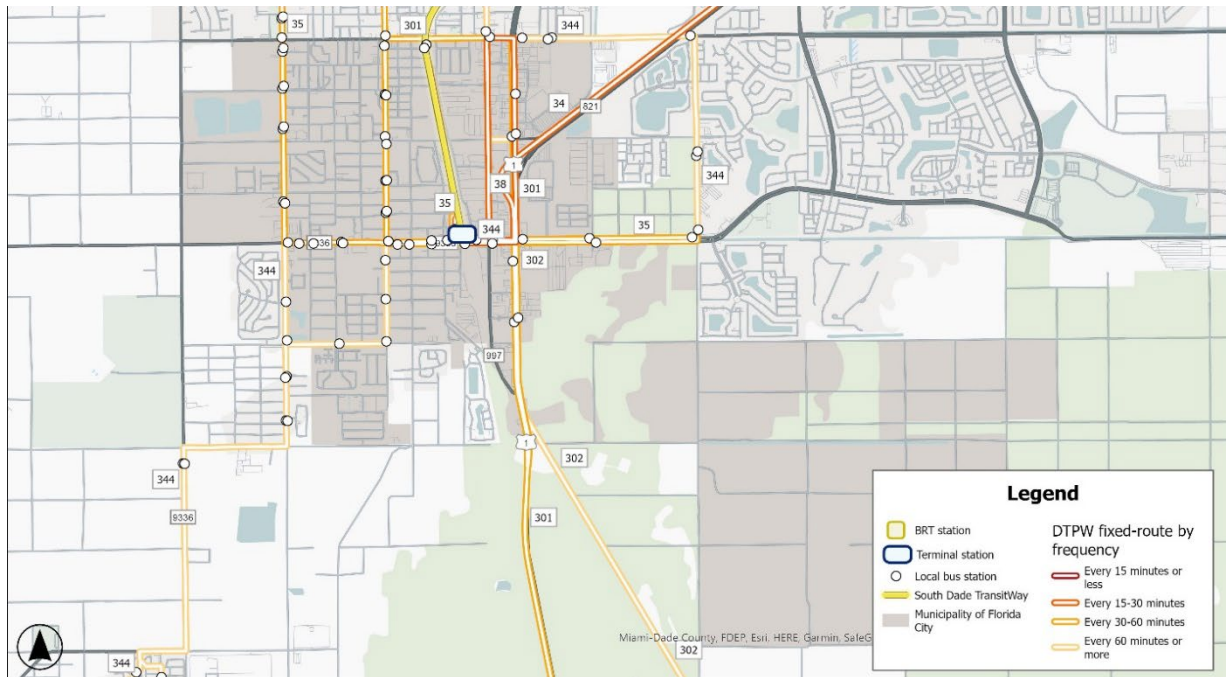 35
301
344
34
821
1
344
38
301
35
344
35
9336
302
344
997
1
302
344
9336
301
302
344
Legend
BRT station
Terminal station
Local bus station
South Dade TransitWay
Municipality of Florida
City
DTPW fixed-route by
frequency
Every 15 minutes or
less
Every 15-30 minutes
Every 30-60 minutes
Every 60 minutes or
more
Miami-Dade County, FDEP, Esri, HERE, Garmin, SafeG